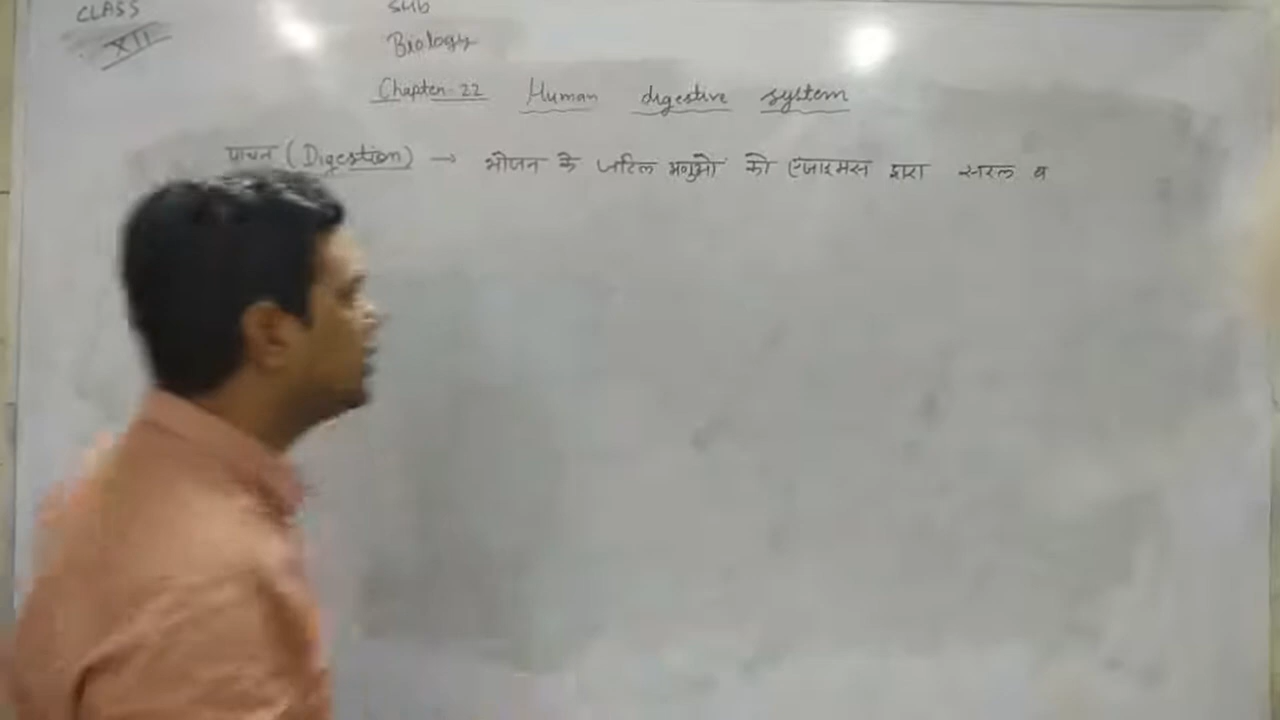 CLASS
XII
Sub
Biology
Chapter-22 Human digestive system
पाचन (Digestion) → भोजन के जटिल अणुओ को एंजाइमस द्वारा सरल व